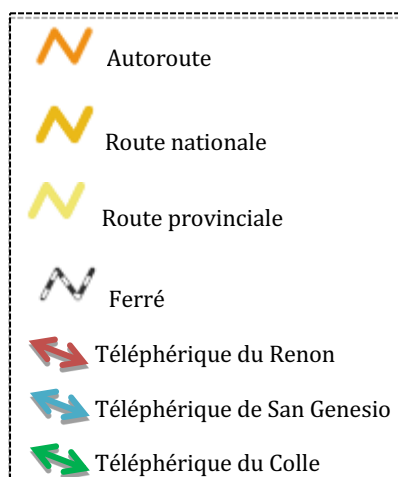 Autoroute
Route nationale
Route provinciale
Ferré
Téléphérique du Renon
Téléphérique de San Genesio
Téléphérique du Colle